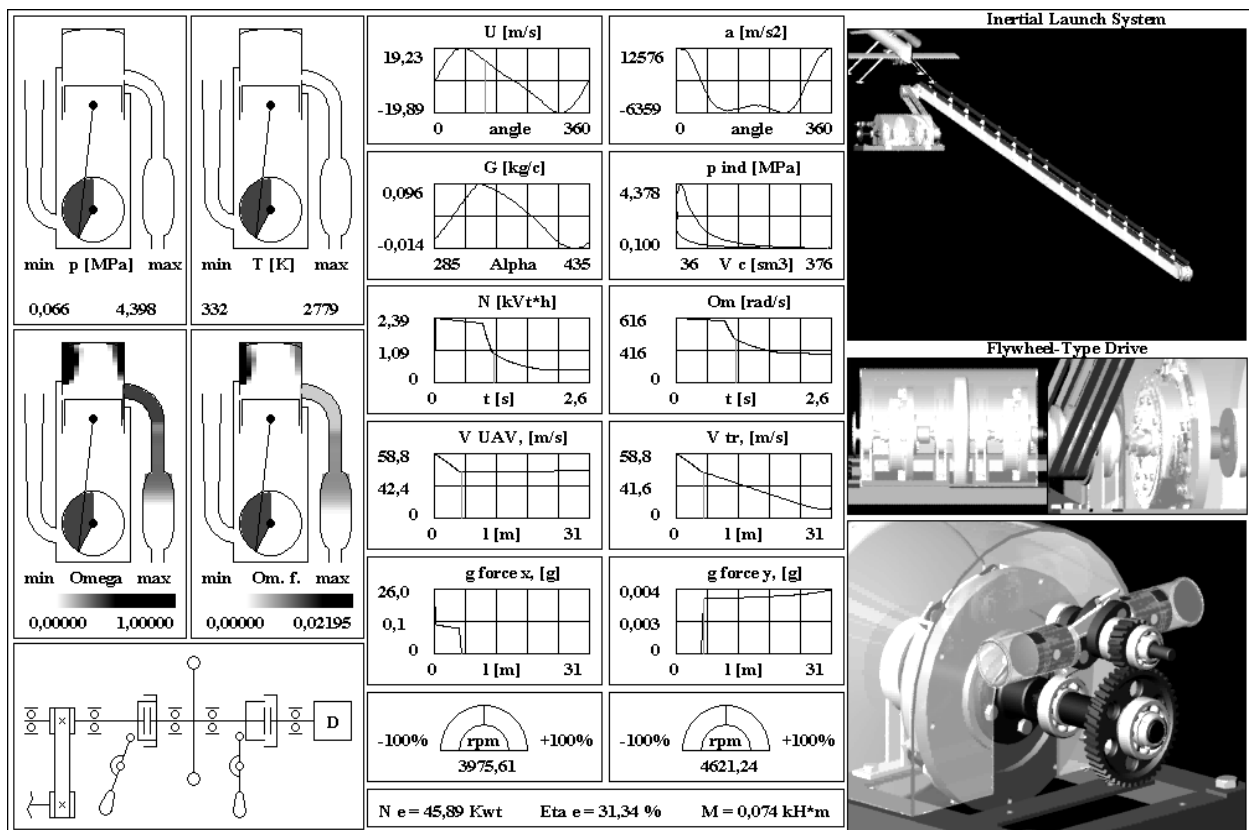 min p [MPa] max
0,066 4,398
min T [K] max
332 2779
min Omega max
0,00000 1,00000
min Om. f. max
0,00000 0,02195
D
U [m/s]
19,23
-19,89
0 angle 360
a [m/s2]
12576
-6359
0 angle 360
G [kg/c]
0,096
-0,014
285 Alpha 435
p ind [MPa]
4,378
0,100
36 V c [sm3] 376
N [kVt*h]
2,39
1,09
0
0 t [s] 2,6
Om [rad/s]
616
416
0
0 t [s] 2,6
V UAV, [m/s]
58,8
42,4
0
0 l [m] 31
V tr, [m/s]
58,8
41,6
0
0 l [m] 31
g force x, [g]
26,0
0,1
0
0 l [m] 31
g force y, [g]
0,004
0,003
0
0 l [m] 31
-100% rpm +100%
3975,61
-100% rpm +100%
4621,24
N e = 45,89 Kwt Eta e = 31,34 % M = 0,074 kH*m
Inertial Launch System
Flywheel-Type Drive